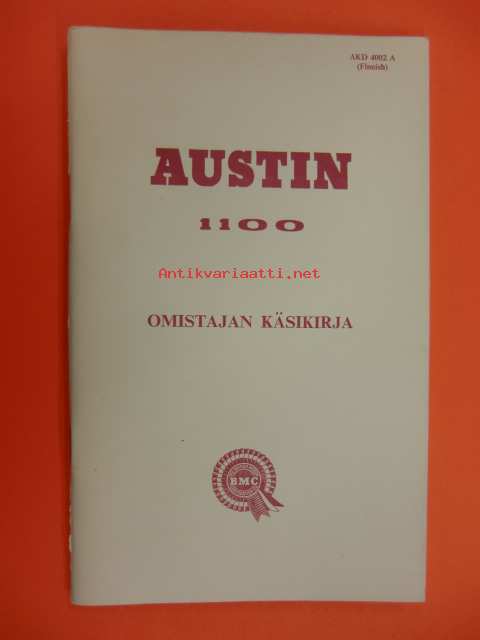 AKD 4002 A
(Finnish)
AUSTIN
1100
Antikvariaatti.net
OMISTAJAN KÄSIKIRJA
BMC